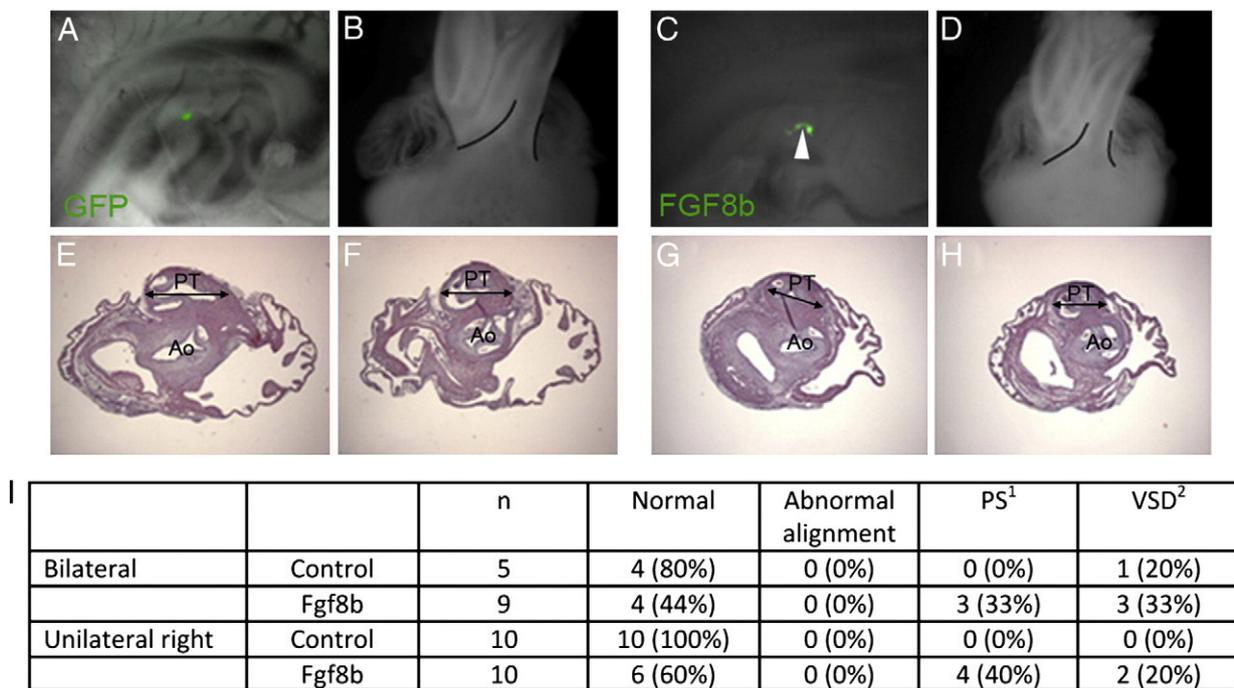 A
GFP
B
C
FGF8b
D
E
PT
Ao
F
PT
Ao
G
PT
Ao
H
PT
Ao
I
n Normal Abnormal alignment PS¹ VSD²
Bilateral Control 5 4 (80%) 0 (0%) 0 (0%) 1 (20%)
Fgf8b 9 4 (44%) 0 (0%) 3 (33%) 3 (33%)
Unilateral right Control 10 10 (100%) 0 (0%) 0 (0%) 0 (0%)
Fgf8b 10 6 (60%) 0 (0%) 4 (40%) 2 (20%)